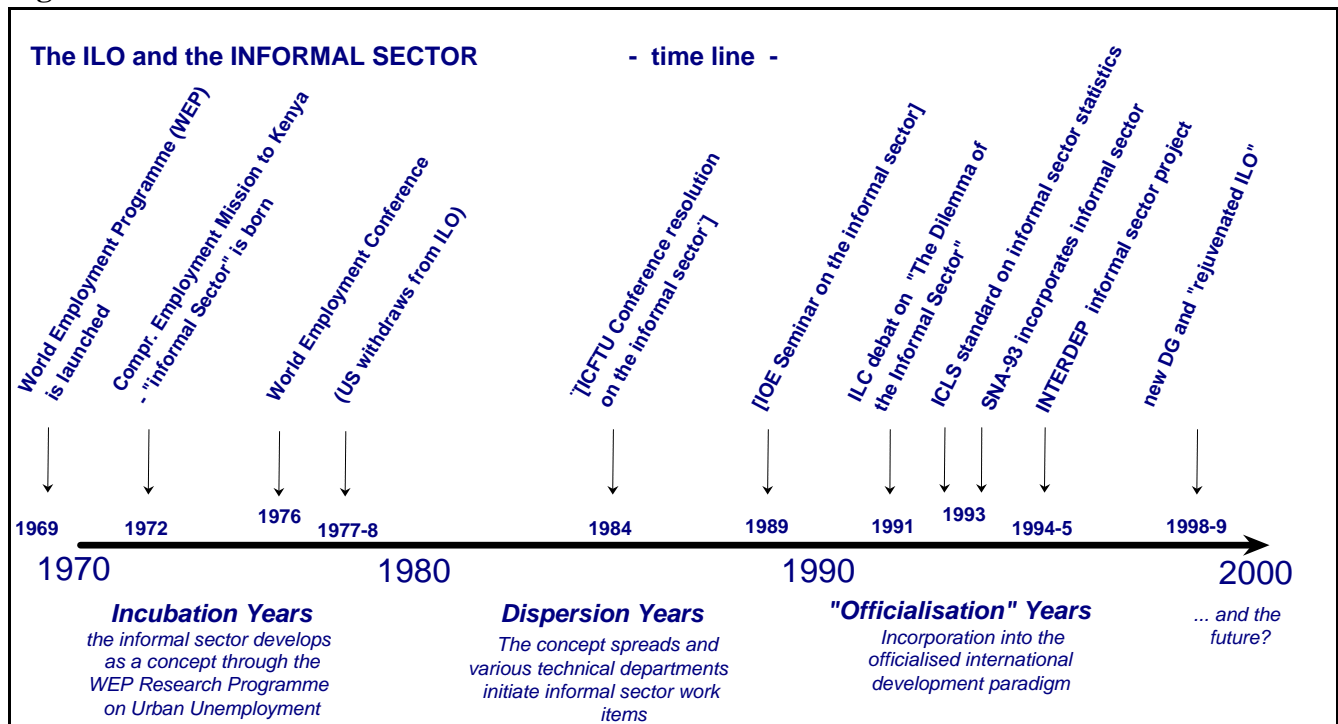 The ILO and the INFORMAL SECTOR - time line -
World Employment Programme (WEP)
is launched
Compr. Employment Mission to Kenya
- "informal Sector" is born
World Employment Conference
(US withdraws from ILO)
¨[ICFTU Conference resolution
on the informal sector¨]
[IOE Seminar on the informal sector]
ILC debat on "The Dilemma of
the Informal Sector"
ICLS standard on informal sector statistics
SNA-93 incorporates informal sector
INTERDEP informal sector project
new DG and "rejuvenated ILO"
1969
1972
1976
1977-8
1984
1989
1991
1993
1994-5
1998-9
1970
1980
1990
2000
Incubation Years
the informal sector develops
as a concept through the
WEP Research Programme
on Urban Unemployment
Dispersion Years
The concept spreads and
various technical departments
initiate informal sector work
items
"Officialisation" Years
Incorporation into the
officialised international
development paradigm
... and the
future?